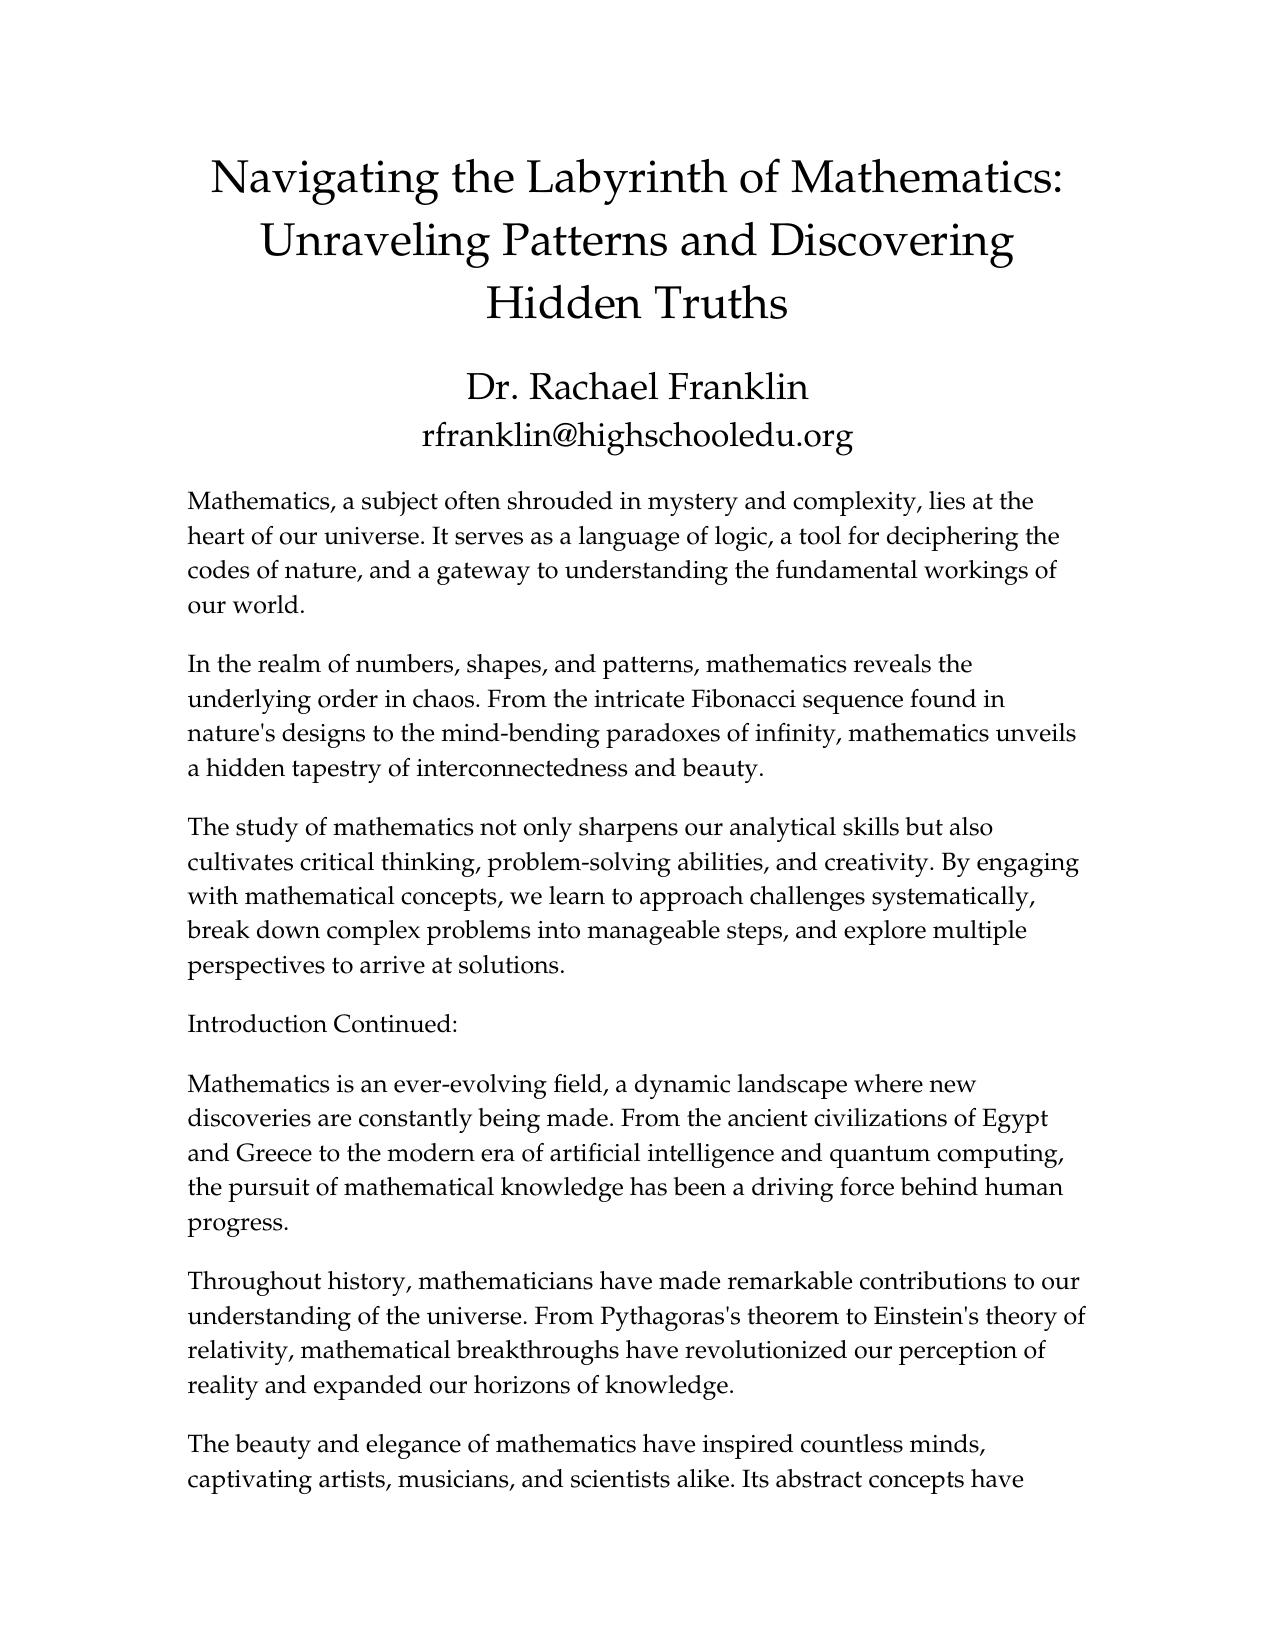 Navigating the Labyrinth of Mathematics:
Unraveling Patterns and Discovering
Hidden Truths
Dr. Rachael Franklin
rfranklin@highschooledu.org
Mathematics, a subject often shrouded in mystery and complexity, lies at the
heart of our universe. It serves as a language of logic, a tool for deciphering the
codes of nature, and a gateway to understanding the fundamental workings of
our world.
In the realm of numbers, shapes, and patterns, mathematics reveals the
underlying order in chaos. From the intricate Fibonacci sequence found in
nature's designs to the mind-bending paradoxes of infinity, mathematics unveils
a hidden tapestry of interconnectedness and beauty.
The study of mathematics not only sharpens our analytical skills but also
cultivates critical thinking, problem-solving abilities, and creativity. By engaging
with mathematical concepts, we learn to approach challenges systematically,
break down complex problems into manageable steps, and explore multiple
perspectives to arrive at solutions.
Introduction Continued:
Mathematics is an ever-evolving field, a dynamic landscape where new
discoveries are constantly being made. From the ancient civilizations of Egypt
and Greece to the modern era of artificial intelligence and quantum computing,
the pursuit of mathematical knowledge has been a driving force behind human
progress.
Throughout history, mathematicians have made remarkable contributions to our
understanding of the universe. From Pythagoras's theorem to Einstein's theory of
relativity, mathematical breakthroughs have revolutionized our perception of
reality and expanded our horizons of knowledge.
The beauty and elegance of mathematics have inspired countless minds,
captivating artists, musicians, and scientists alike. Its abstract concepts have